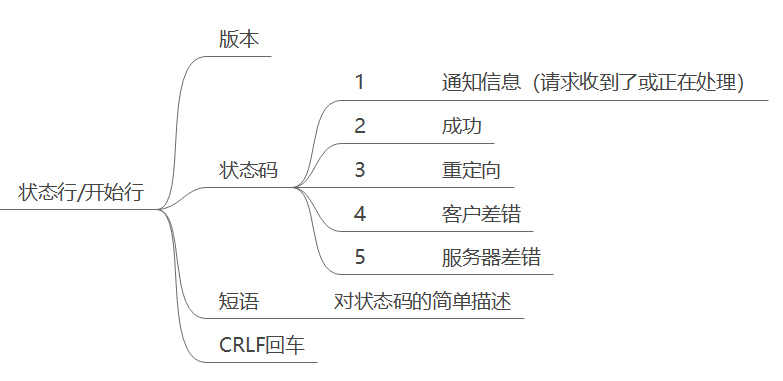 状态行/开始行
版本
状态码
1 通知信息（请求收到了或正在处理）
2 成功
3 重定向
4 客户差错
5 服务器差错
短语 对状态码的简单描述
CRLF回车